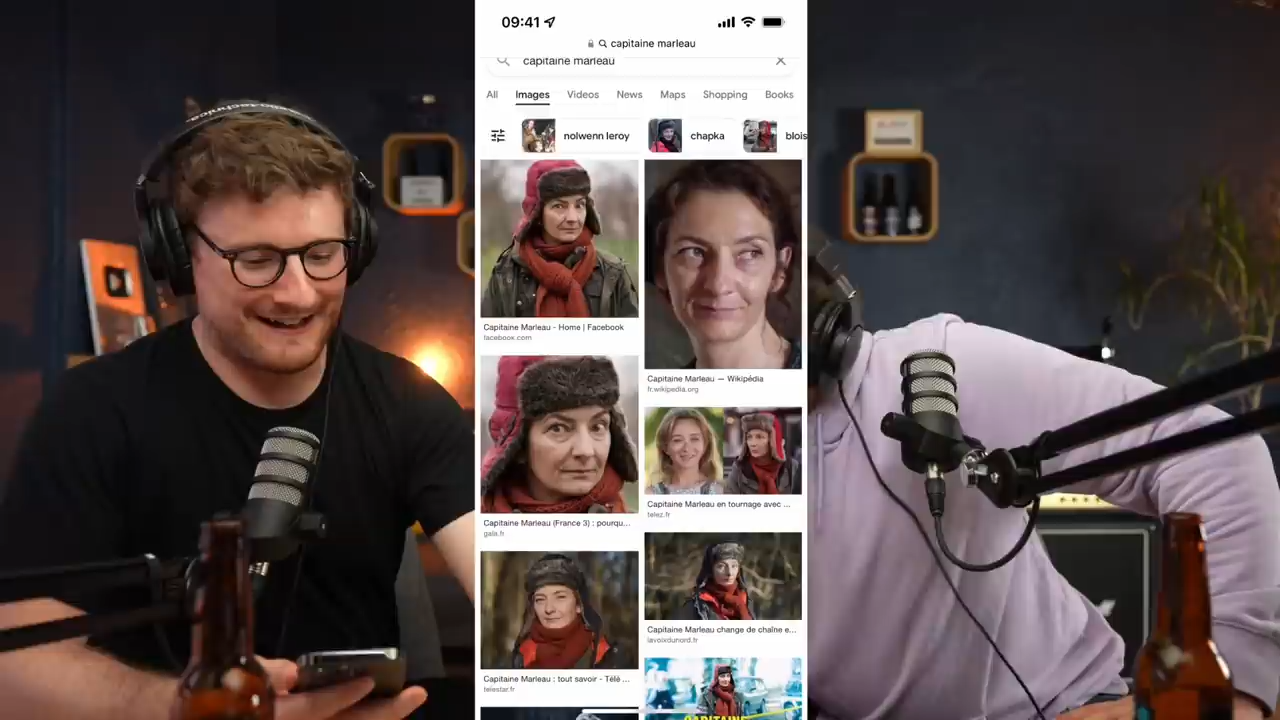 09:41
capitaine marleau
capitaine marleau
All Images Videos News Maps Shopping Books
nolwenn leroy chapka blois
Capitaine Marleau - Home | Facebook
facebook.com
Capitaine Marleau — Wikipédia
fr.wikipedia.org
Capitaine Marleau en tournage avec ...
telez.fr
Capitaine Marleau (France 3) : pourqu...
gala.fr
Capitaine Marleau change de chaîne e...
lavoixdunord.fr
Capitaine Marleau : tout savoir - Télé ...
telestar.fr
CAPITAINE